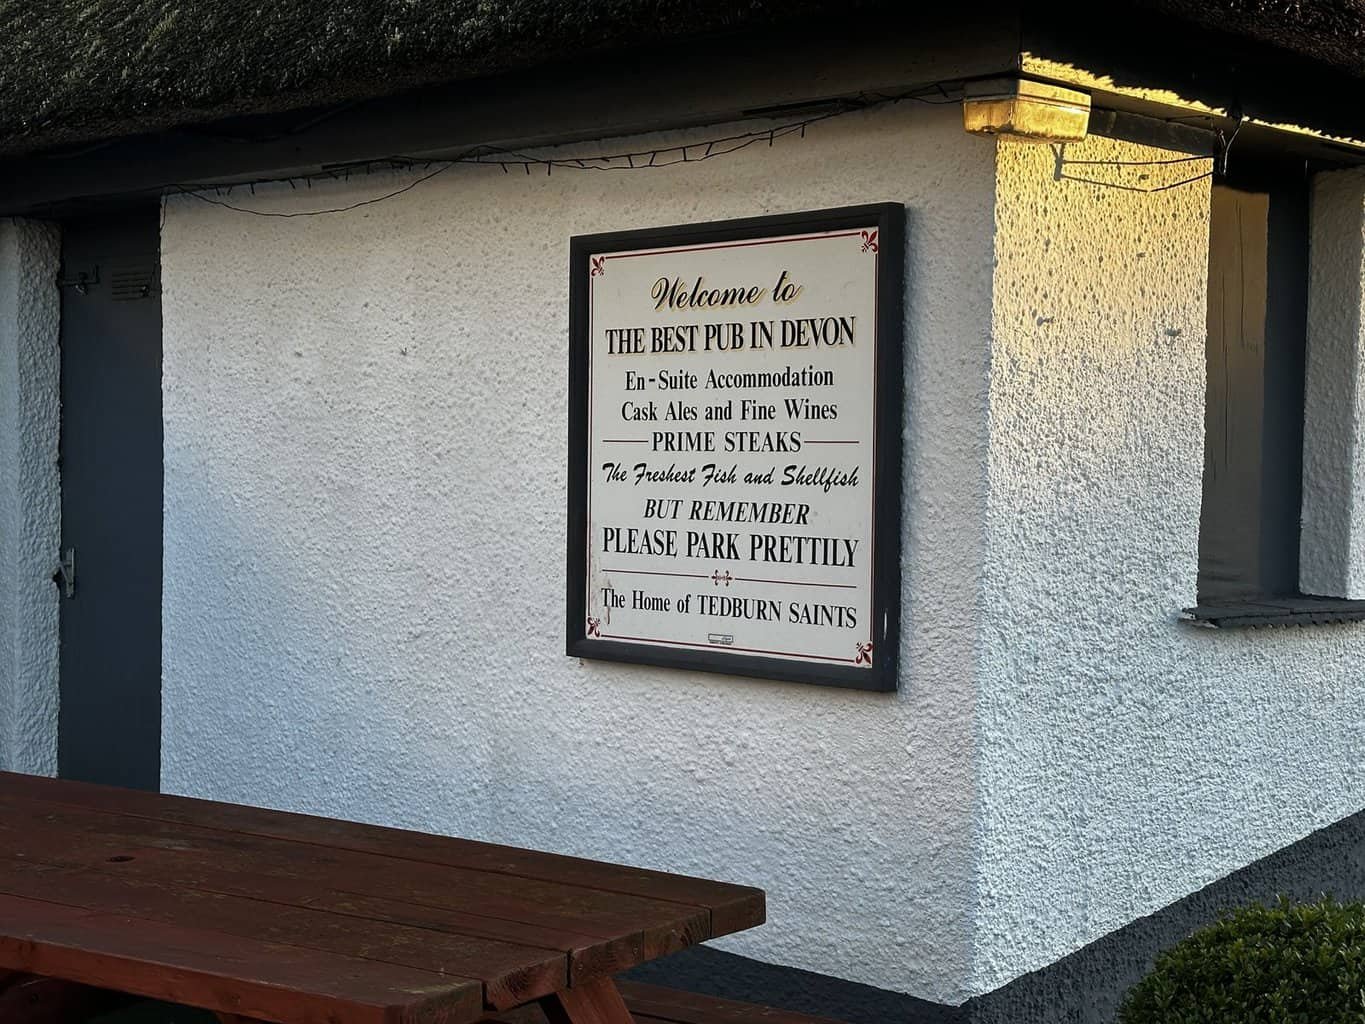 Welcome to
THE BEST PUB IN DEVON
En-Suite Accommodation
Cask Ales and Fine Wines
PRIME STEAKS
The Freshest Fish and Shellfish
BUT REMEMBER
PLEASE PARK PRETTILY
The Home of TEDBURN SAINTS